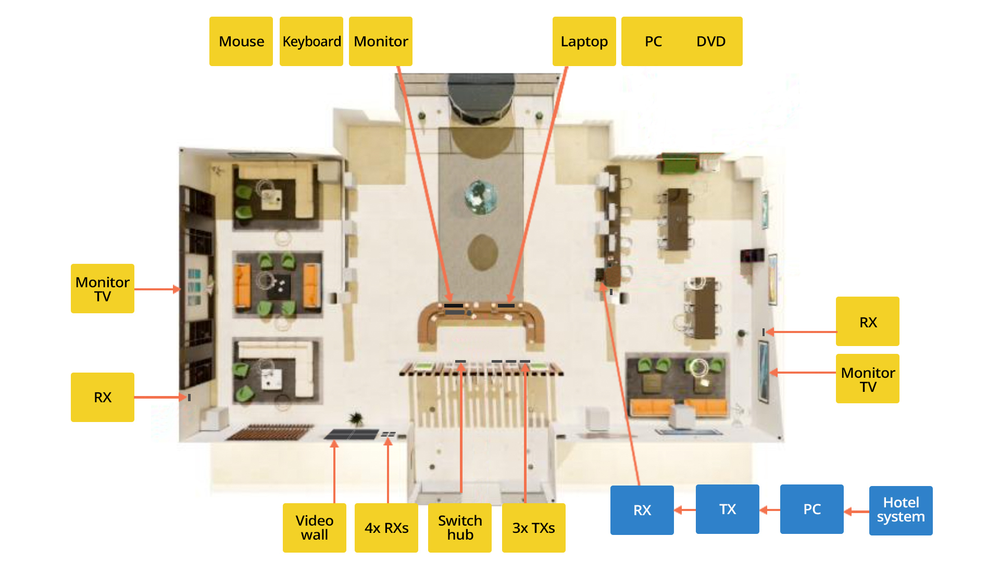 Mouse
Keyboard
Monitor
Laptop
PC
DVD
Monitor
TV
RX
RX
Monitor
TV
Video
wall
4x RXs
Switch
hub
3x TXs
RX
TX
PC
Hotel
system